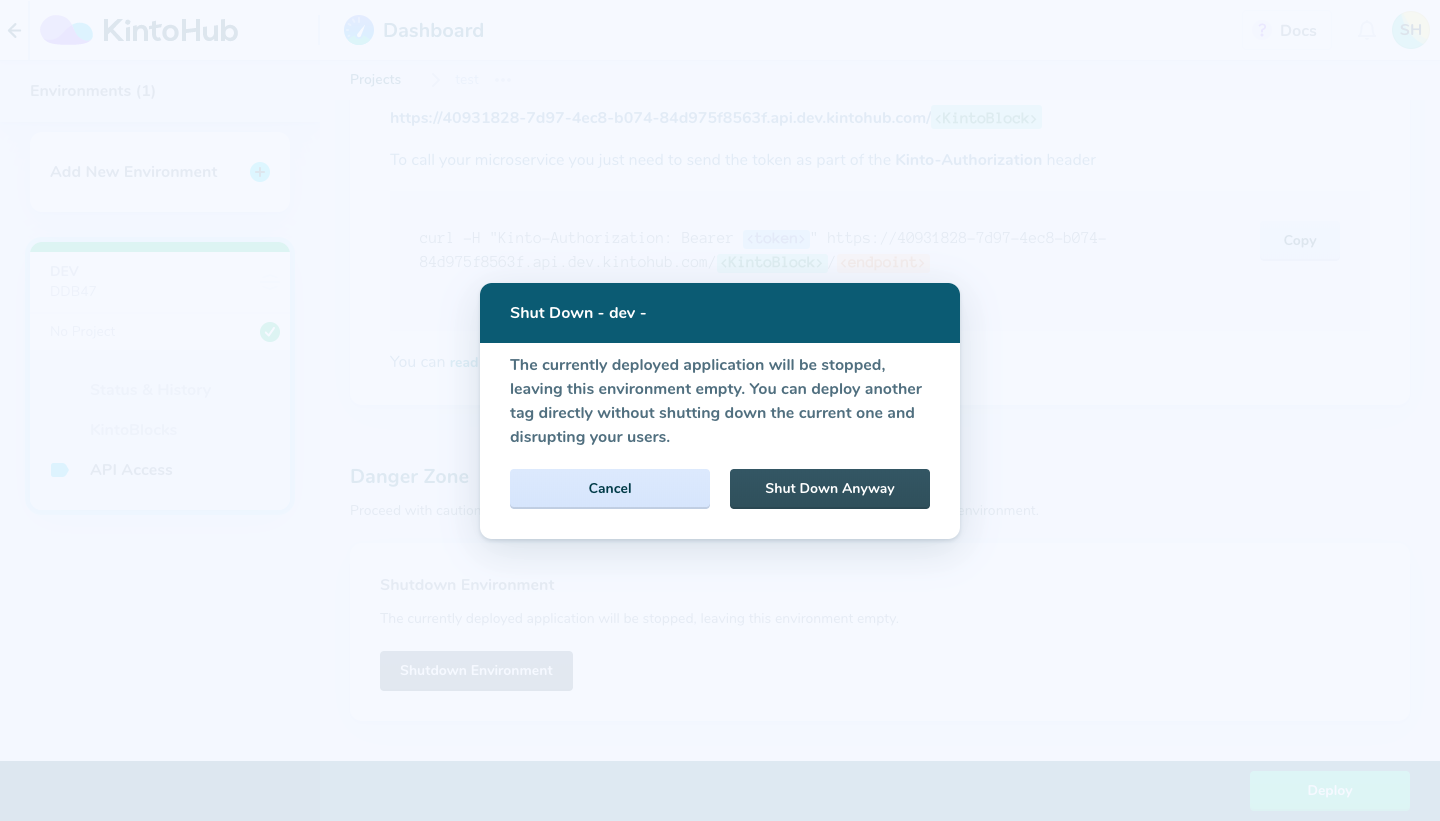 KintoHub
Dashboard
? Docs
SH
Environments (1)
Projects
test
https://40931828-7d97-4ec8-b074-84d975f8563f.api.dev.kintohub.com/<KintoBlock>
Add New Environment
To call your microservice you just need to send the token as part of the Kinto-Authorization header
curl -H "Kinto-Authorization: Bearer <token>" https://40931828-7d97-4ec8-b074-
84d975f8563f.api.dev.kintohub.com/<KintoBlock>/<endpoint>
Copy
DEV
DOB47
No Project
Status & History
KintoBlocks
API Access
You can read
Shut Down - dev -
The currently deployed application will be stopped,
leaving this environment empty. You can deploy another
tag directly without shutting down the current one and
disrupting your users.
Cancel
Shut Down Anyway
Danger Zone
Proceed with caution
environment.
Shutdown Environment
The currently deployed application will be stopped, leaving this environment empty.
Shutdown Environment
Deploy